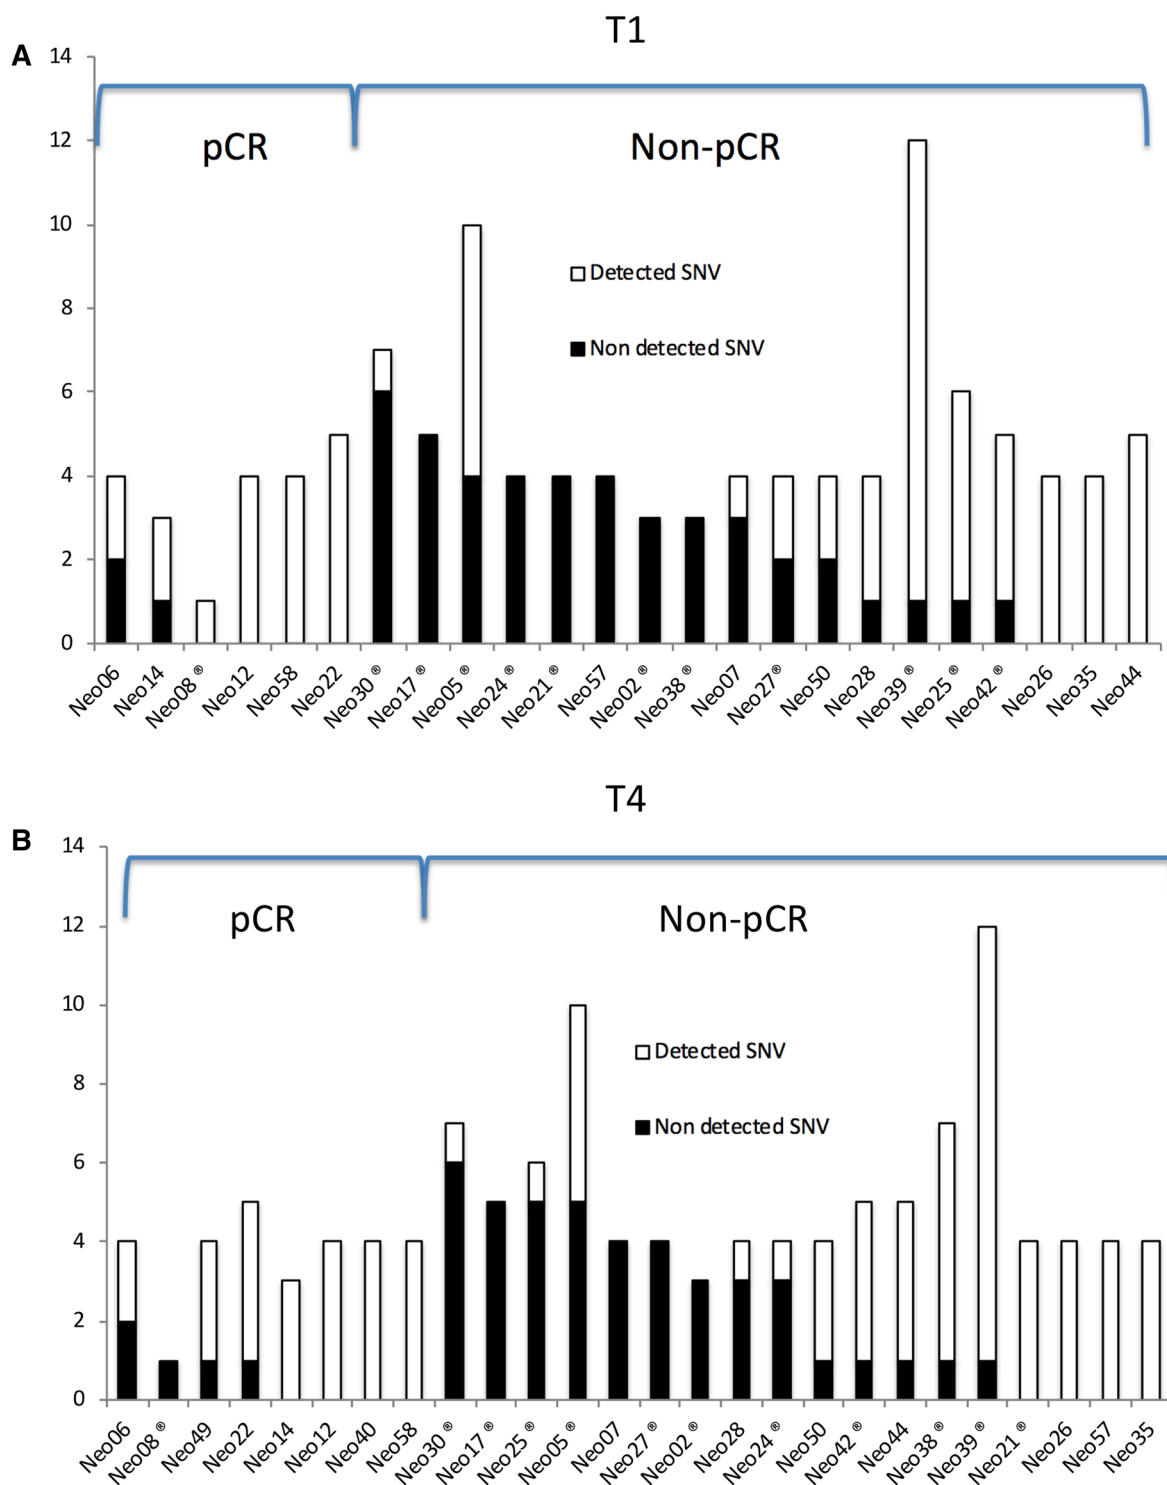 T1
A
14
12
10
8
6
4
2
0
pCR
Non-pCR
Detected SNV
Non detected SNV
Neo06
Neo14
Neo08 ®
Neo12
Neo58
Neo22
Neo30 ®
Neo17 ®
Neo05 ®
Neo24 ®
Neo21 ®
Neo57
Neo02 ®
Neo38 ®
Neo07
Neo27 ®
Neo50
Neo28
Neo39 ®
Neo25 ®
Neo42 ®
Neo26
Neo35
Neo44
T4
B
14
12
10
8
6
4
2
0
pCR
Non-pCR
Detected SNV
Non detected SNV
Neo06
Neo08 ®
Neo49
Neo22
Neo14
Neo12
Neo40
Neo58
Neo30 ®
Neo17 ®
Neo25 ®
Neo05 ®
Neo07
Neo27 ®
Neo02 ®
Neo28
Neo24 ®
Neo50
Neo42 ®
Neo44
Neo38 ®
Neo39 ®
Neo21 ®
Neo26
Neo57
Neo35